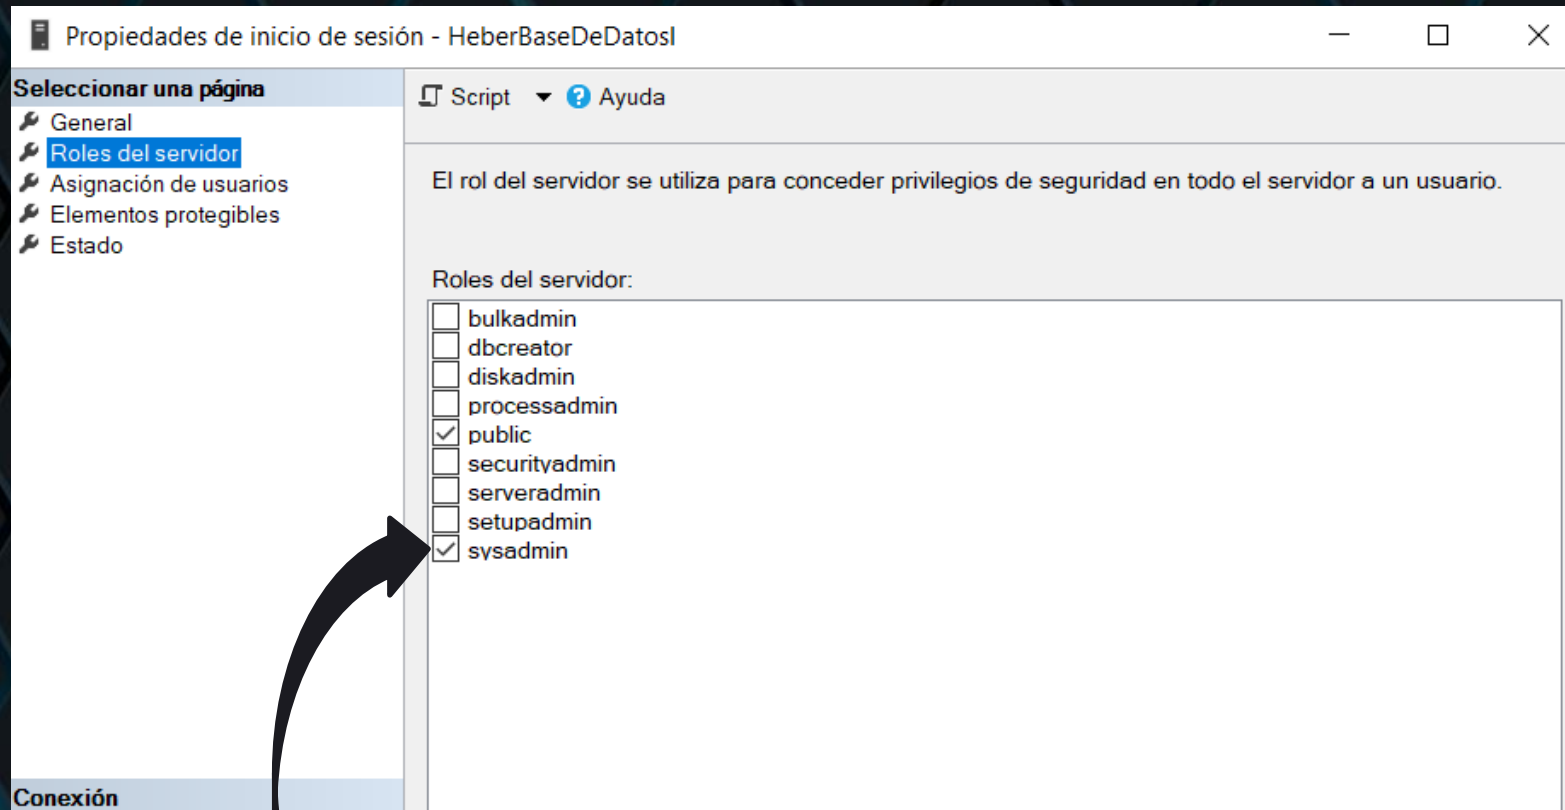 Propiedades de inicio de sesión - HeberBaseDeDatosI
Seleccionar una página
General
Roles del servidor
Asignación de usuarios
Elementos protegibles
Estado
Script
Ayuda
El rol del servidor se utiliza para conceder privilegios de seguridad en todo el servidor a un usuario.
Roles del servidor:
bulkadmin
dbcreator
diskadmin
processadmin
public
securityadmin
serveradmin
setupadmin
sysadmin
Conexión